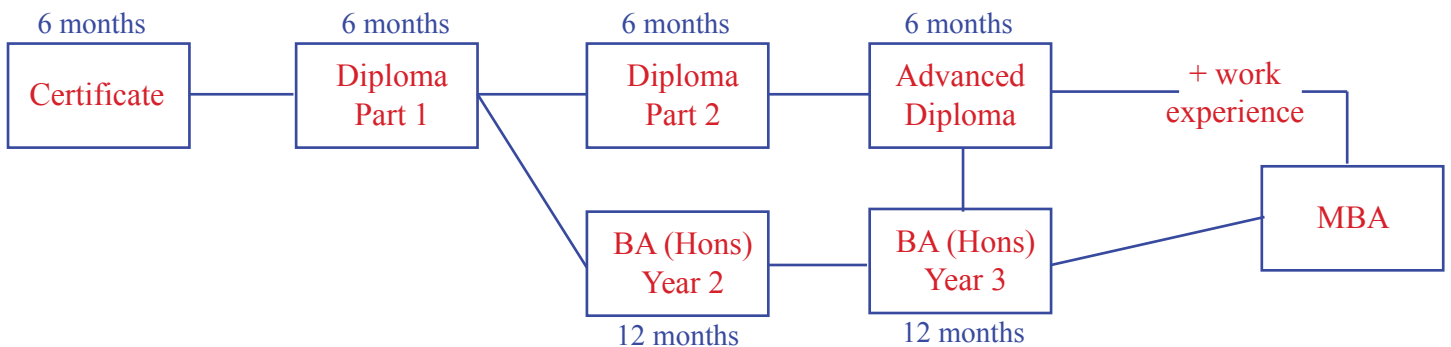 6 months
6 months
6 months
6 months
Certificate
Diploma
Part 1
Diploma
Part 2
Advanced
Diploma
+ work
experience
BA (Hons)
Year 2
BA (Hons)
Year 3
MBA
12 months
12 months